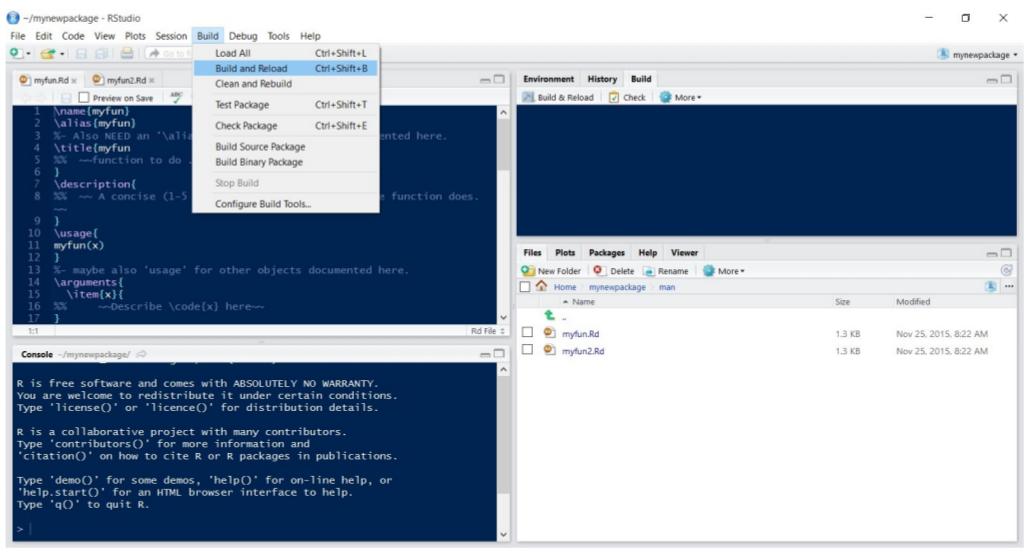 ~/mynewpackage - RStudio
File Edit Code View Plots Session Build Debug Tools Help
Go to f
mynewpackage
Load All Ctrl+Shift+L
Build and Reload Ctrl+Shift+B
Clean and Rebuild
Test Package Ctrl+Shift+T
Check Package Ctrl+Shift+E
Build Source Package
Build Binary Package
Stop Build
Configure Build Tools...
myfun.Rd × myfun2.Rd ×
Preview on Save ABC
1 \name{myfun}
2 \alias{myfun}
3 %- Also NEED an '\alia ented here.
4 \title{myfun
5 %% ~~function to do .
6 }
7 \description{
8 %% ~~ A concise (1-5 e function does.
~~
9 }
10 \usage{
11 myfun(x)
12 }
13 %- maybe also 'usage' for other objects documented here.
14 \arguments{
15 \item{x}{
16 %% ~~Describe \code{x} here~~
17 }
1:1 Rd File
Console ~/mynewpackage/
R is free software and comes with ABSOLUTELY NO WARRANTY.
You are welcome to redistribute it under certain conditions.
Type 'license()' or 'licence()' for distribution details.
R is a collaborative project with many contributors.
Type 'contributors()' for more information and
'citation()' on how to cite R or R packages in publications.
Type 'demo()' for some demos, 'help()' for on-line help, or
'help.start()' for an HTML browser interface to help.
Type 'q()' to quit R.
>
Environment History Build
Build & Reload Check More
Files Plots Packages Help Viewer
New Folder Delete Rename More
Home mynewpackage man
Name Size Modified
..
myfun.Rd 1.3 KB Nov 25, 2015, 8:22 AM
myfun2.Rd 1.3 KB Nov 25, 2015, 8:22 AM